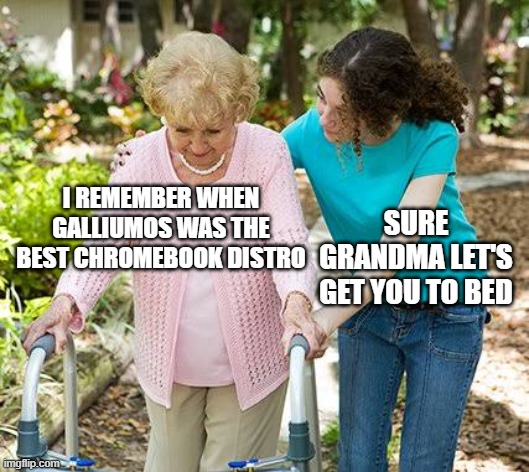 I REMEMBER WHEN
GALLIUMOS WAS THE
BEST CHROMEBOOK DISTRO
SURE
GRANDMA LET'S
GET YOU TO BED
imgflip.com